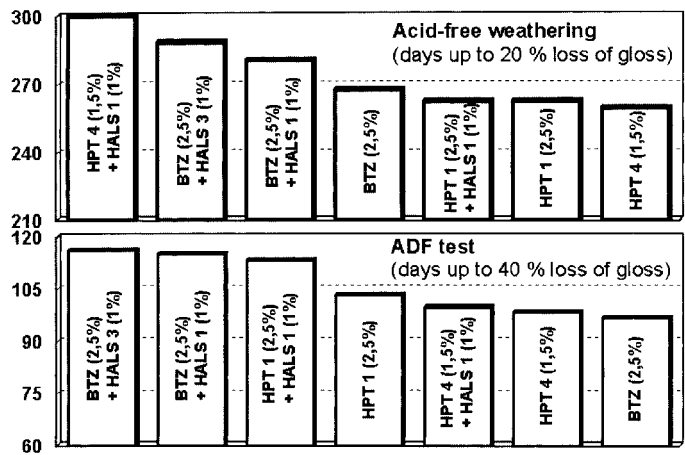 300
270
240
210
Acid-free weathering
(days up to 20 % loss of gloss)
HPT 4 (1,5%)
+ HALS 1 (1%)
BTZ (2,5%)
+ HALS 3 (1%)
BTZ (2,5%)
+ HALS 1 (1%)
BTZ (2,5%)
HPT 1 (2,5%)
+ HALS 1 (1%)
HPT 1 (2,5%)
HPT 4 (1,5%)
120
105
90
75
60
ADF test
(days up to 40 % loss of gloss)
BTZ (2,5%)
+ HALS 3 (1%)
BTZ (2,5%)
+ HALS 1 (1%)
HPT 1 (2,5%)
+ HALS 1 (1%)
HPT 1 (2,5%)
HPT 4 (1,5%)
+ HALS 1 (1%)
HPT 4 (1,5%)
BTZ (2,5%)